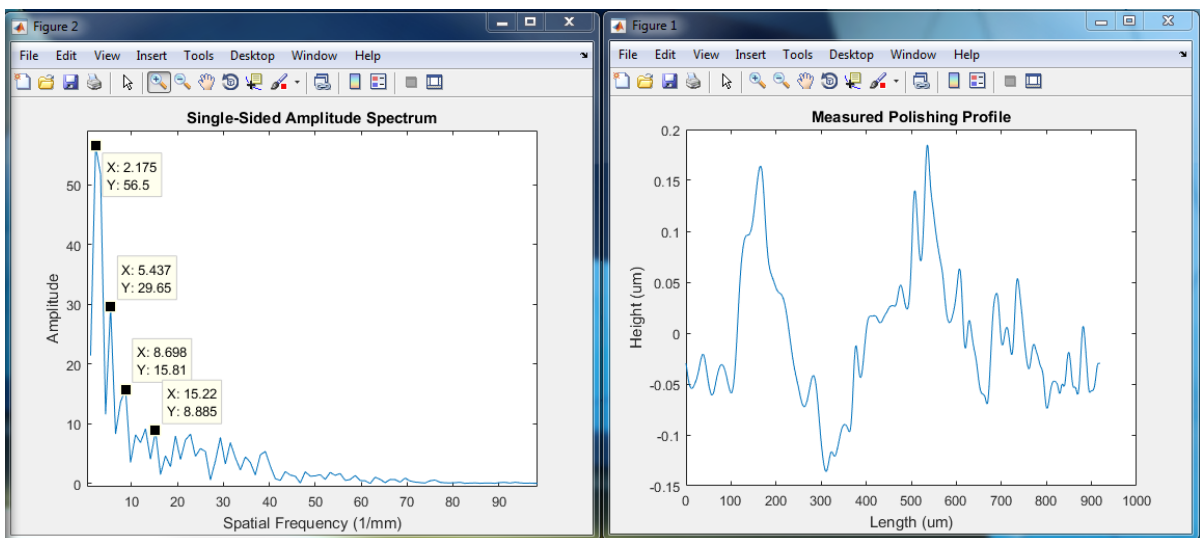 Figure 2
File Edit View Insert Tools Desktop Window Help
Single-Sided Amplitude Spectrum
X: 2.175
Y: 56.5
X: 5.437
Y: 29.65
X: 8.698
Y: 15.81
X: 15.22
Y: 8.885
50
40
30
20
10
0
Amplitude
10 20 30 40 50 60 70 80 90
Spatial Frequency (1/mm)
Figure 1
File Edit View Insert Tools Desktop Window Help
Measured Polishing Profile
0.2
0.15
0.1
0.05
0
-0.05
-0.1
-0.15
Height (um)
0 100 200 300 400 500 600 700 800 900 1000
Length (um)